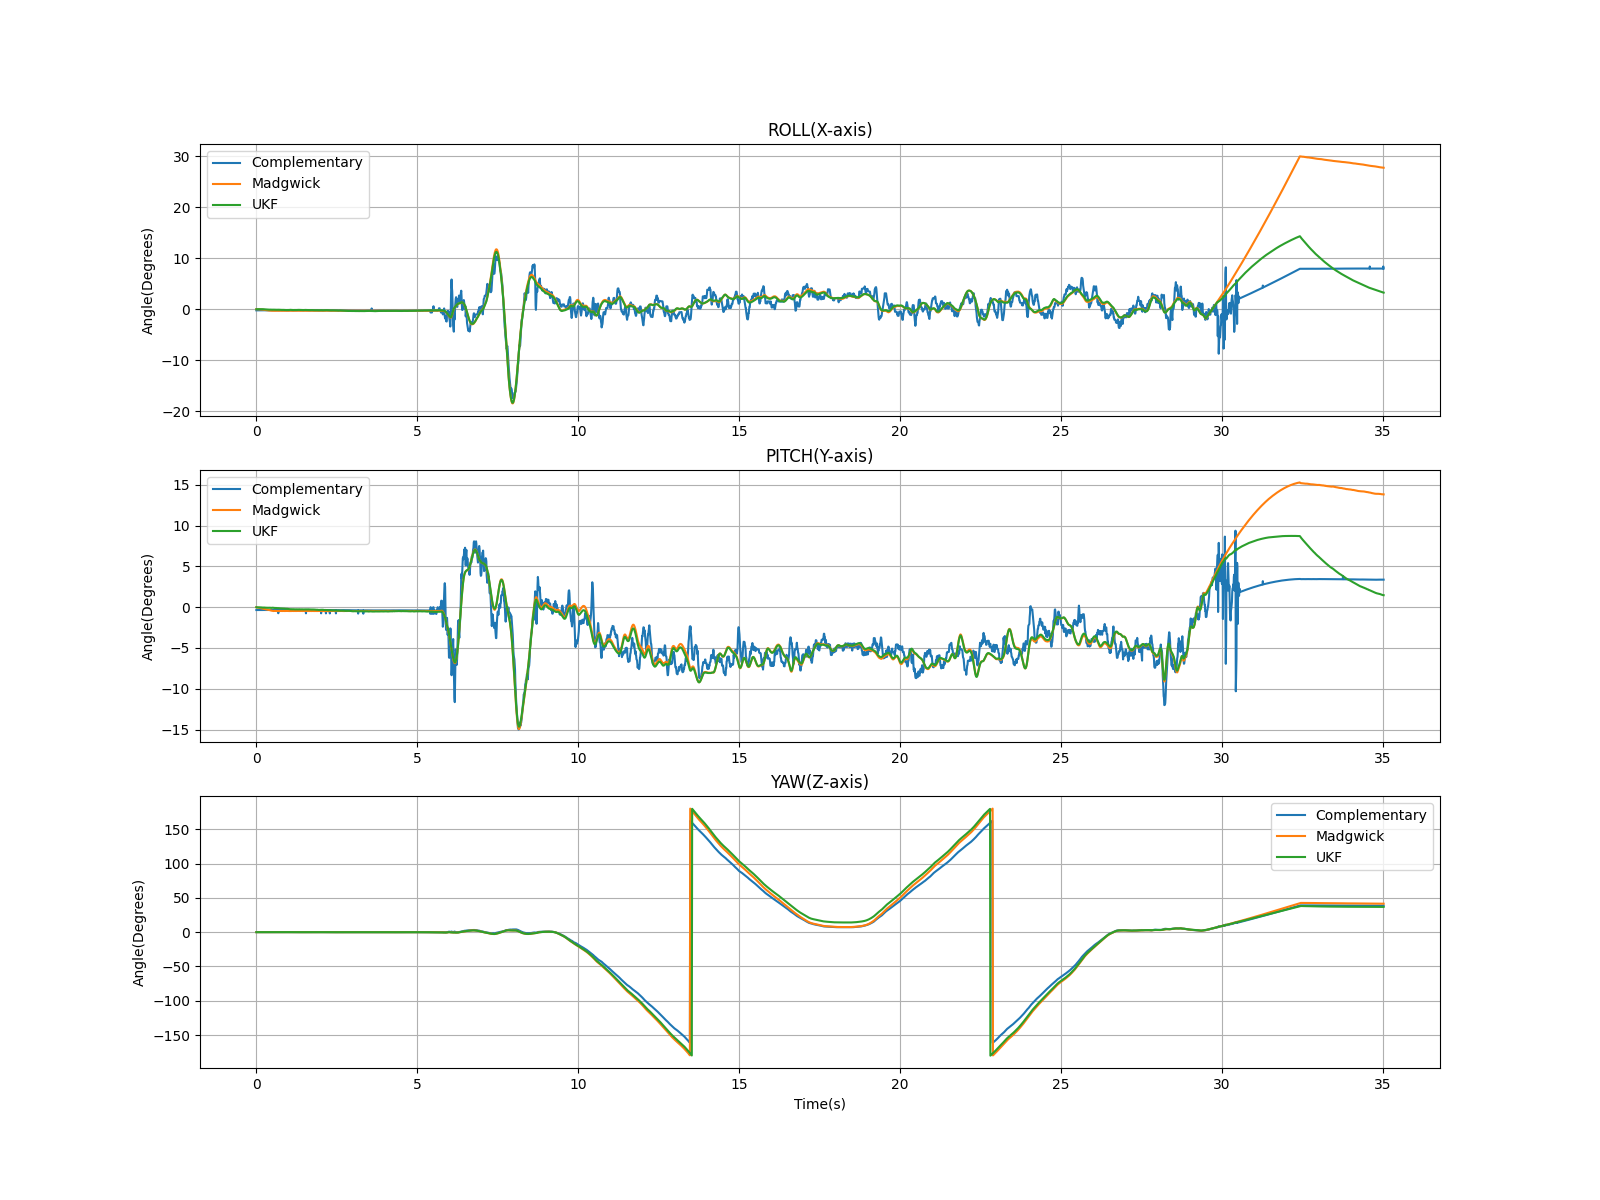 ROLL(X-axis)
Angle(Degrees)
30
20
10
0
−10
−20
Complementary
Madgwick
UKF
0 5 10 15 20 25 30 35
PITCH(Y-axis)
Angle(Degrees)
15
10
5
0
−5
−10
−15
Complementary
Madgwick
UKF
0 5 10 15 20 25 30 35
YAW(Z-axis)
Angle(Degrees)
150
100
50
0
−50
−100
−150
Complementary
Madgwick
UKF
0 5 10 15 20 25 30 35
Time(s)